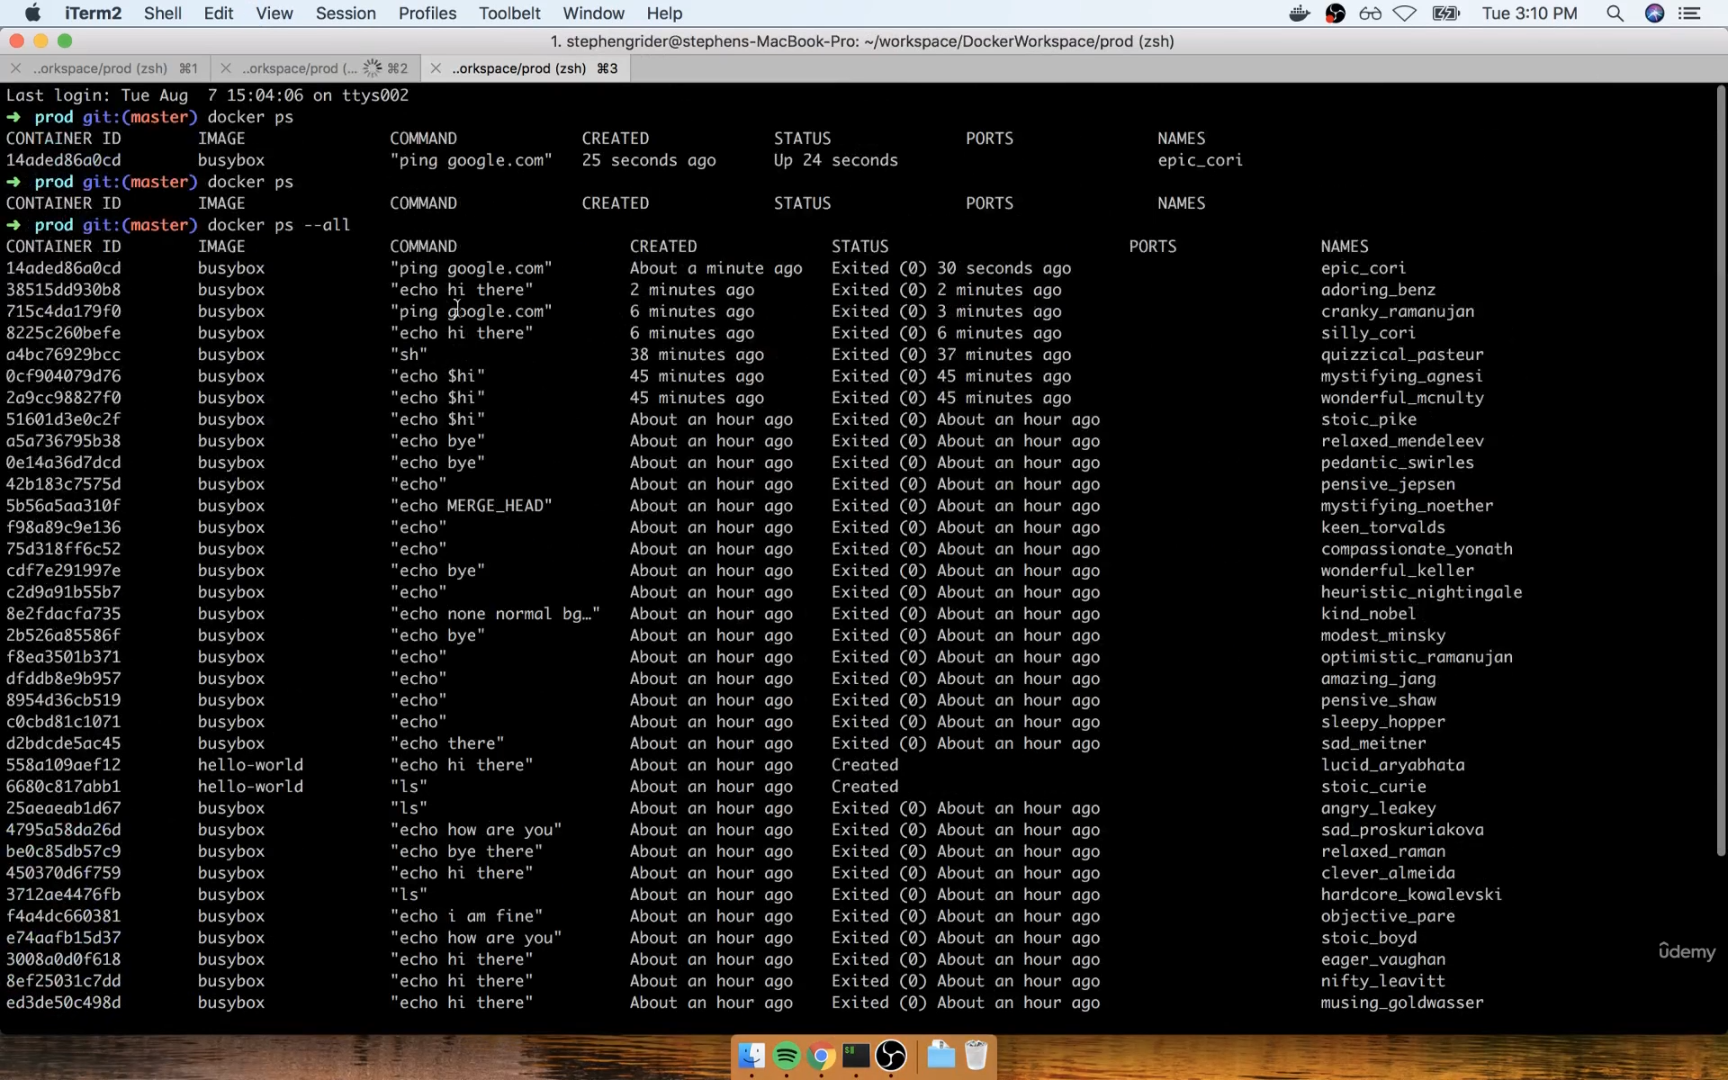 iTerm2 Shell Edit View Session Profiles Toolbelt Window Help Tue 3:10 PM
1. stephengrider@stephens-MacBook-Pro: ~/workspace/DockerWorkspace/prod (zsh)
..orkspace/prod (zsh) ⌘1 ..orkspace/prod (... ⌘2 ..orkspace/prod (zsh) ⌘3
Last login: Tue Aug  7 15:04:06 on ttys002
➜ prod git:(master) docker ps
CONTAINER ID IMAGE COMMAND CREATED STATUS PORTS NAMES
14aded86a0cd busybox "ping google.com" 25 seconds ago Up 24 seconds epic_cori
➜ prod git:(master) docker ps
CONTAINER ID IMAGE COMMAND CREATED STATUS PORTS NAMES
➜ prod git:(master) docker ps --all
CONTAINER ID IMAGE COMMAND CREATED STATUS PORTS NAMES
14aded86a0cd busybox "ping google.com" About a minute ago Exited (0) 30 seconds ago epic_cori
38515dd930b8 busybox "echo hi there" 2 minutes ago Exited (0) 2 minutes ago adoring_benz
715c4da179f0 busybox "ping google.com" 6 minutes ago Exited (0) 3 minutes ago cranky_ramanujan
8225c260befe busybox "echo hi there" 6 minutes ago Exited (0) 6 minutes ago silly_cori
a4bc76929bcc busybox "sh" 38 minutes ago Exited (0) 37 minutes ago quizzical_pasteur
0cf904079d76 busybox "echo $hi" 45 minutes ago Exited (0) 45 minutes ago mystifying_agnesi
2a9cc98827f0 busybox "echo $hi" 45 minutes ago Exited (0) 45 minutes ago wonderful_mcnulty
51601d3e0c2f busybox "echo $hi" About an hour ago Exited (0) About an hour ago stoic_pike
a5a736795b38 busybox "echo bye" About an hour ago Exited (0) About an hour ago relaxed_mendeleev
0e14a36d7dcd busybox "echo bye" About an hour ago Exited (0) About an hour ago pedantic_swirles
42b183c7575d busybox "echo" About an hour ago Exited (0) About an hour ago pensive_jepsen
5b56a5aa310f busybox "echo MERGE_HEAD" About an hour ago Exited (0) About an hour ago mystifying_noether
f98a89c9e136 busybox "echo" About an hour ago Exited (0) About an hour ago keen_torvalds
75d318ff6c52 busybox "echo" About an hour ago Exited (0) About an hour ago compassionate_yonath
cdf7e291997e busybox "echo bye" About an hour ago Exited (0) About an hour ago wonderful_keller
c2d9a91b55b7 busybox "echo" About an hour ago Exited (0) About an hour ago heuristic_nightingale
8e2fdacfa735 busybox "echo none normal bg…" About an hour ago Exited (0) About an hour ago kind_nobel
2b526a85586f busybox "echo bye" About an hour ago Exited (0) About an hour ago modest_minsky
f8ea3501b371 busybox "echo" About an hour ago Exited (0) About an hour ago optimistic_ramanujan
dfddb8e9b957 busybox "echo" About an hour ago Exited (0) About an hour ago amazing_jang
8954d36cb519 busybox "echo" About an hour ago Exited (0) About an hour ago pensive_shaw
c0cbd81c1071 busybox "echo" About an hour ago Exited (0) About an hour ago sleepy_hopper
d2bdcde5ac45 busybox "echo there" About an hour ago Exited (0) About an hour ago sad_meitner
558a109aef12 hello-world "echo hi there" About an hour ago Created lucid_aryabhata
6680c817abb1 hello-world "ls" About an hour ago Created stoic_curie
25aeaeab1d67 busybox "ls" About an hour ago Exited (0) About an hour ago angry_leakey
4795a58da26d busybox "echo how are you" About an hour ago Exited (0) About an hour ago sad_proskuriakova
be0c85db57c9 busybox "echo bye there" About an hour ago Exited (0) About an hour ago relaxed_raman
450370d6f759 busybox "echo hi there" About an hour ago Exited (0) About an hour ago clever_almeida
3712ae4476fb busybox "ls" About an hour ago Exited (0) About an hour ago hardcore_kowalevski
f4a4dc660381 busybox "echo i am fine" About an hour ago Exited (0) About an hour ago objective_pare
e74aafb15d37 busybox "echo how are you" About an hour ago Exited (0) About an hour ago stoic_boyd
3008a0d0f618 busybox "echo hi there" About an hour ago Exited (0) About an hour ago eager_vaughan
8ef25031c7dd busybox "echo hi there" About an hour ago Exited (0) About an hour ago nifty_leavitt
ed3de50c498d busybox "echo hi there" About an hour ago Exited (0) About an hour ago musing_goldwasser
ûdemy